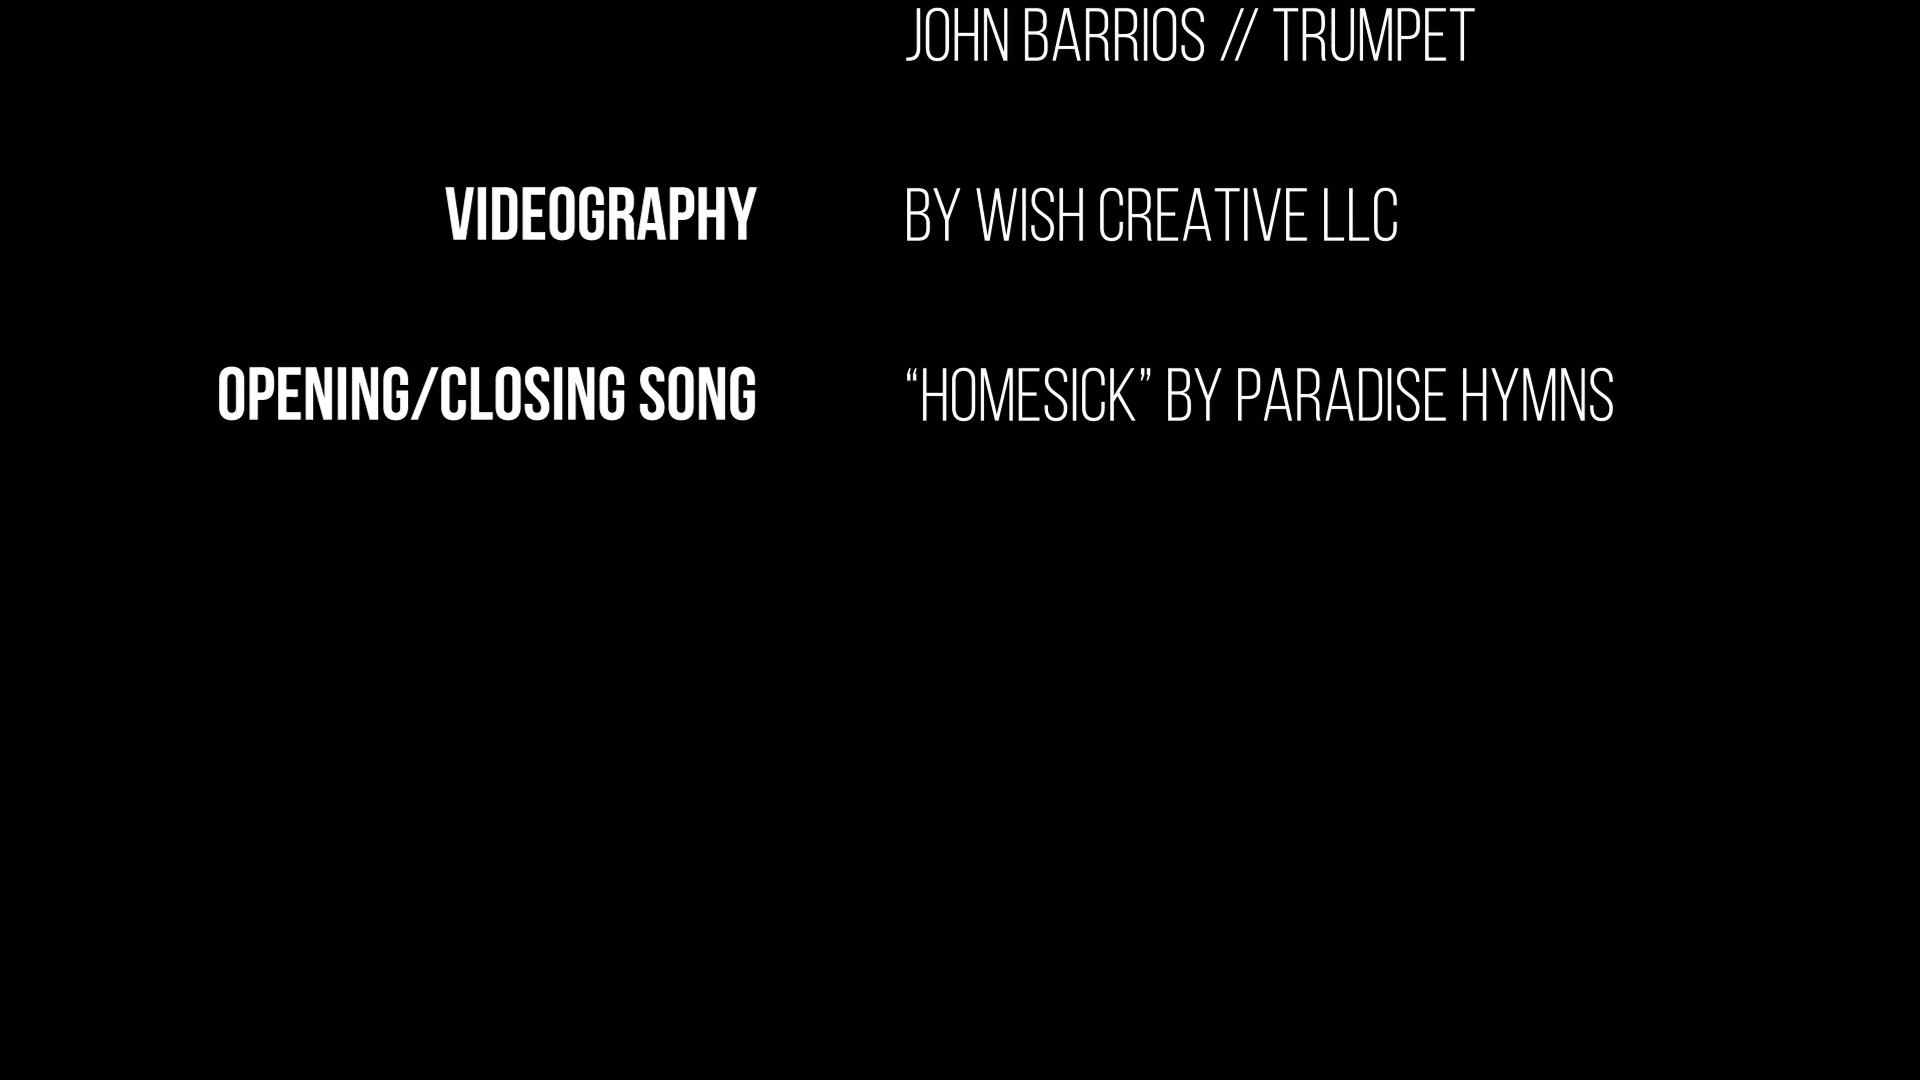 JOHN BARRIOS // TRUMPET
VIDEOGRAPHY BY WISH CREATIVE LLC
OPENING/CLOSING SONG “HOMESICK” BY PARADISE HYMNS